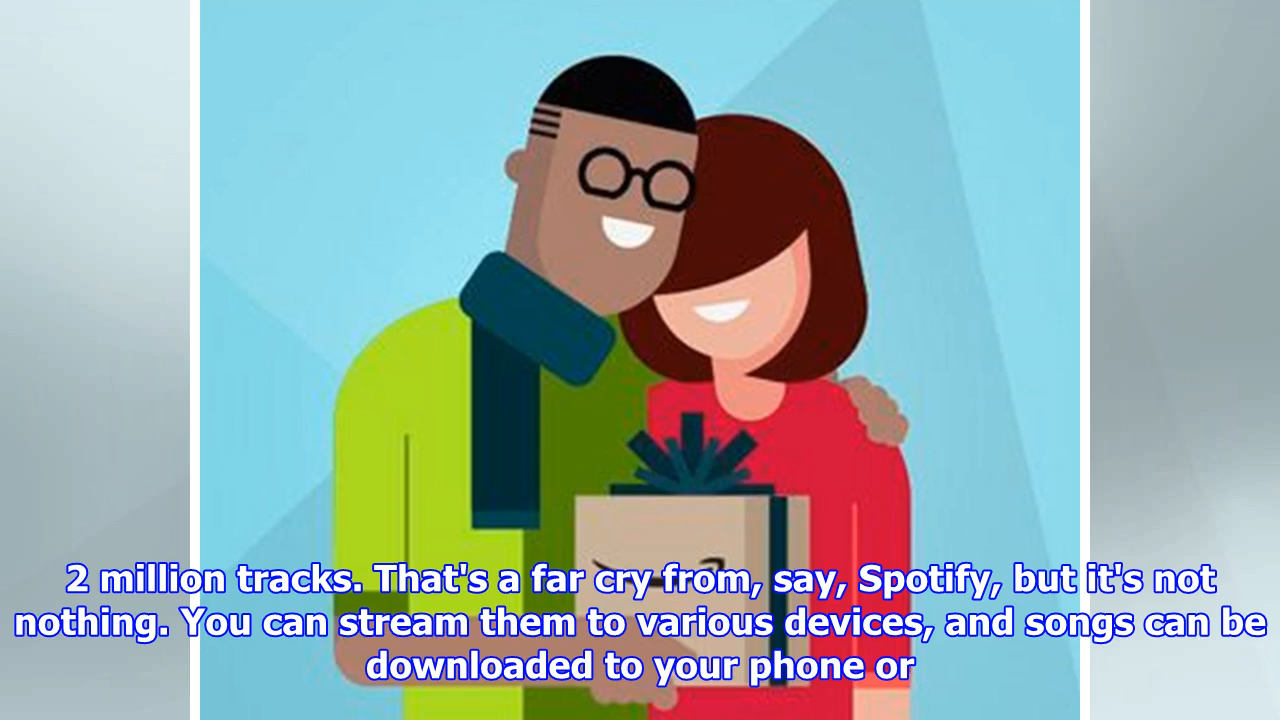 2 million tracks. That's a far cry from, say, Spotify, but it's not
nothing. You can stream them to various devices, and songs can be
downloaded to your phone or